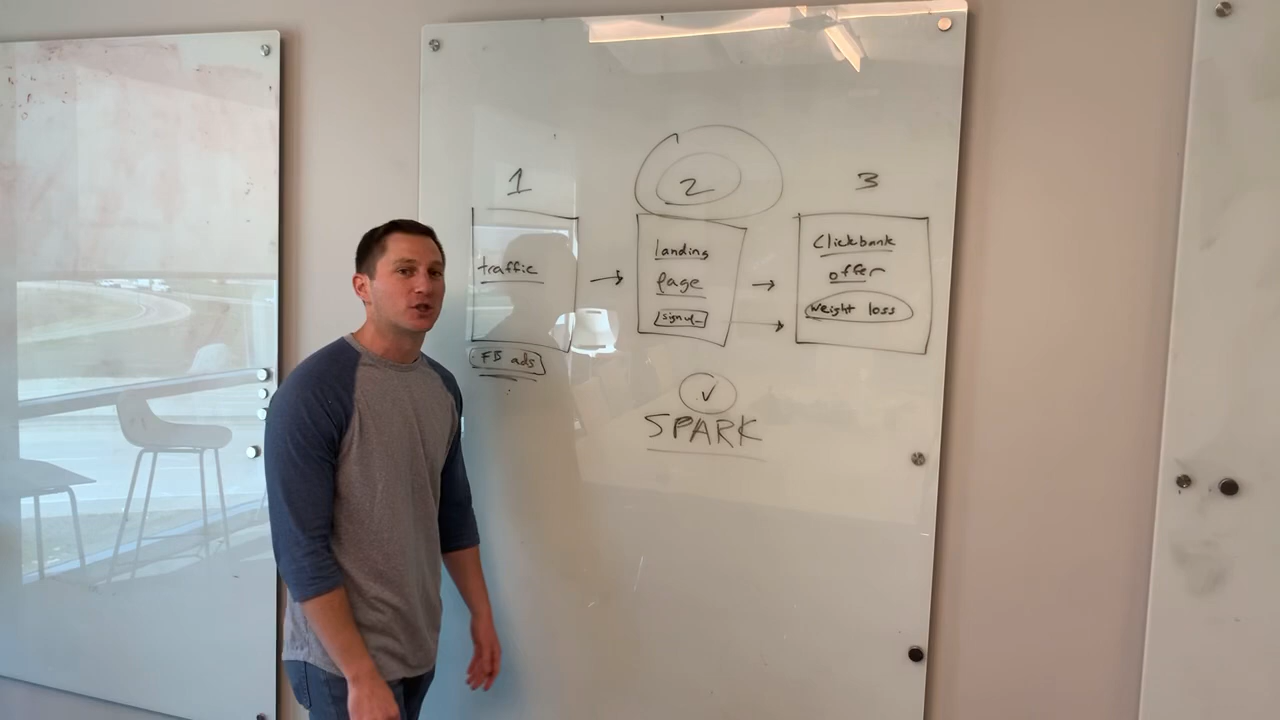 1
traffic
FB ads
2
landing
page
signup
3
Clickbank
offer
weight loss
SPARK